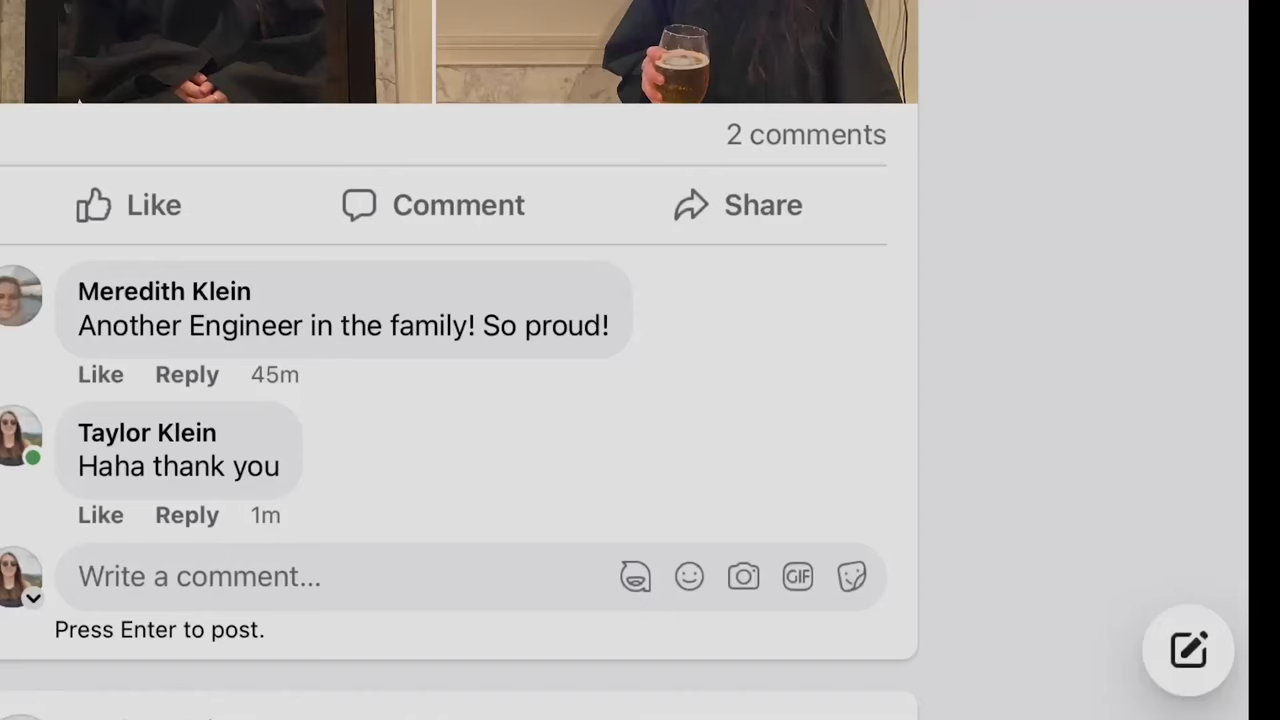 2 comments
Like Comment Share
Meredith Klein
Another Engineer in the family! So proud!
Like Reply 45m
Taylor Klein
Haha thank you
Like Reply 1m
Write a comment...
GIF
Press Enter to post.